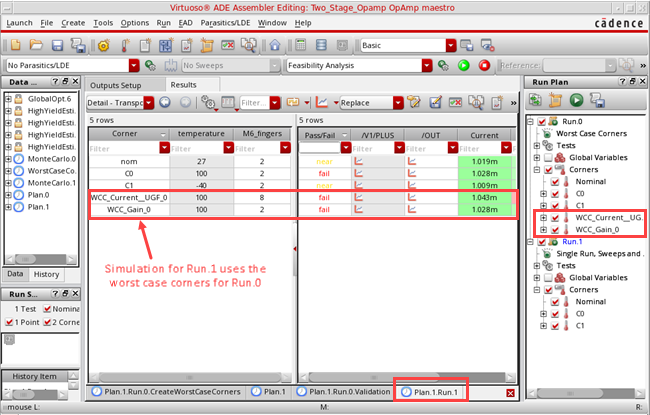 Virtuoso® ADE Assembler Editing: Two_Stage_Opamp OpAmp maestro
Launch File Create Tools Options Run EAD Parasitics/LDE Window Help
cādence
Basic
No Parasitics/LDE No Sweeps Feasibility Analysis Reference
Data ...
GlobalOpt.6
HighYieldEsti.
HighYieldEsti.
HighYieldEsti.
MonteCarlo.0
WorstCaseCo.
MonteCarlo.1
Plan.0
Plan.1
Data History
Run S...
1 Test Nomina
1 Point 2 Corne
History Item
Outputs Setup Results
Detail - Transpo Filter... Replace
5 rows 5 rows
Corner temperature M6_fingers Pass/Fail /V1/PLUS /OUT Current
Filter Filter Filter Filter Filter Filter Filter
nom 27 2 near 1.019m
C0 100 2 fail 1.028m
C1 -40 2 near 1.009m
WCC_Current__UGF_0 100 8 fail 1.043m
WCC_Gain_0 100 2 fail 1.028m
Simulation for Run.1 uses the
worst case corners for Run.0
Plan.1.Run.0.CreateWorstCaseCorners Plan.1 Plan.1.Run.0.Validation Plan.1.Run.1
Run Plan
Run.0
Worst Case Corners
Tests
Global Variables
Corners
Nominal
C0
C1
WCC_Current__UG.
WCC_Gain_0
Run.1
Single Run, Sweeps and .
Tests
Global Variables
Corners
Nominal
C0
C1
mouse L: M: R: